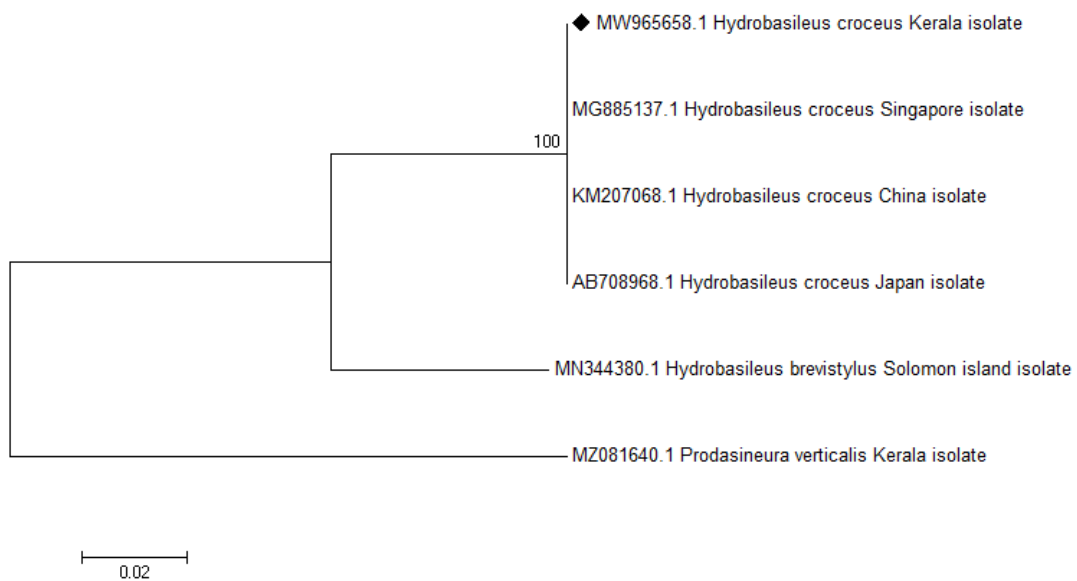 MW965658.1 Hydrobasileus croceus Kerala isolate
MG885137.1 Hydrobasileus croceus Singapore isolate
100
KM207068.1 Hydrobasileus croceus China isolate
AB708968.1 Hydrobasileus croceus Japan isolate
MN344380.1 Hydrobasileus brevistylus Solomon island isolate
MZ081640.1 Prodasineura verticalis Kerala isolate
0.02